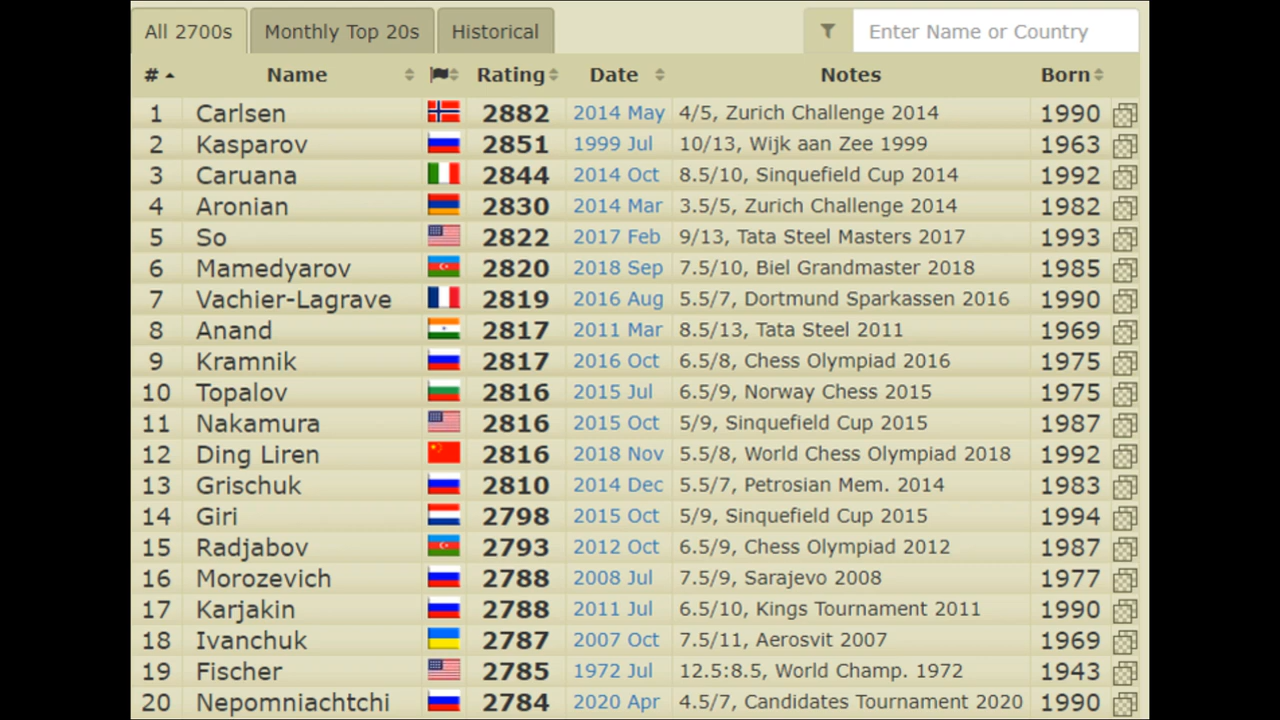 All 2700s Monthly Top 20s Historical Enter Name or Country
# Name Rating Date Notes Born
1 Carlsen 2882 2014 May 4/5, Zurich Challenge 2014 1990
2 Kasparov 2851 1999 Jul 10/13, Wijk aan Zee 1999 1963
3 Caruana 2844 2014 Oct 8.5/10, Sinquefield Cup 2014 1992
4 Aronian 2830 2014 Mar 3.5/5, Zurich Challenge 2014 1982
5 So 2822 2017 Feb 9/13, Tata Steel Masters 2017 1993
6 Mamedyarov 2820 2018 Sep 7.5/10, Biel Grandmaster 2018 1985
7 Vachier-Lagrave 2819 2016 Aug 5.5/7, Dortmund Sparkassen 2016 1990
8 Anand 2817 2011 Mar 8.5/13, Tata Steel 2011 1969
9 Kramnik 2817 2016 Oct 6.5/8, Chess Olympiad 2016 1975
10 Topalov 2816 2015 Jul 6.5/9, Norway Chess 2015 1975
11 Nakamura 2816 2015 Oct 5/9, Sinquefield Cup 2015 1987
12 Ding Liren 2816 2018 Nov 5.5/8, World Chess Olympiad 2018 1992
13 Grischuk 2810 2014 Dec 5.5/7, Petrosian Mem. 2014 1983
14 Giri 2798 2015 Oct 5/9, Sinquefield Cup 2015 1994
15 Radjabov 2793 2012 Oct 6.5/9, Chess Olympiad 2012 1987
16 Morozevich 2788 2008 Jul 7.5/9, Sarajevo 2008 1977
17 Karjakin 2788 2011 Jul 6.5/10, Kings Tournament 2011 1990
18 Ivanchuk 2787 2007 Oct 7.5/11, Aerosvit 2007 1969
19 Fischer 2785 1972 Jul 12.5:8.5, World Champ. 1972 1943
20 Nepomniachtchi 2784 2020 Apr 4.5/7, Candidates Tournament 2020 1990